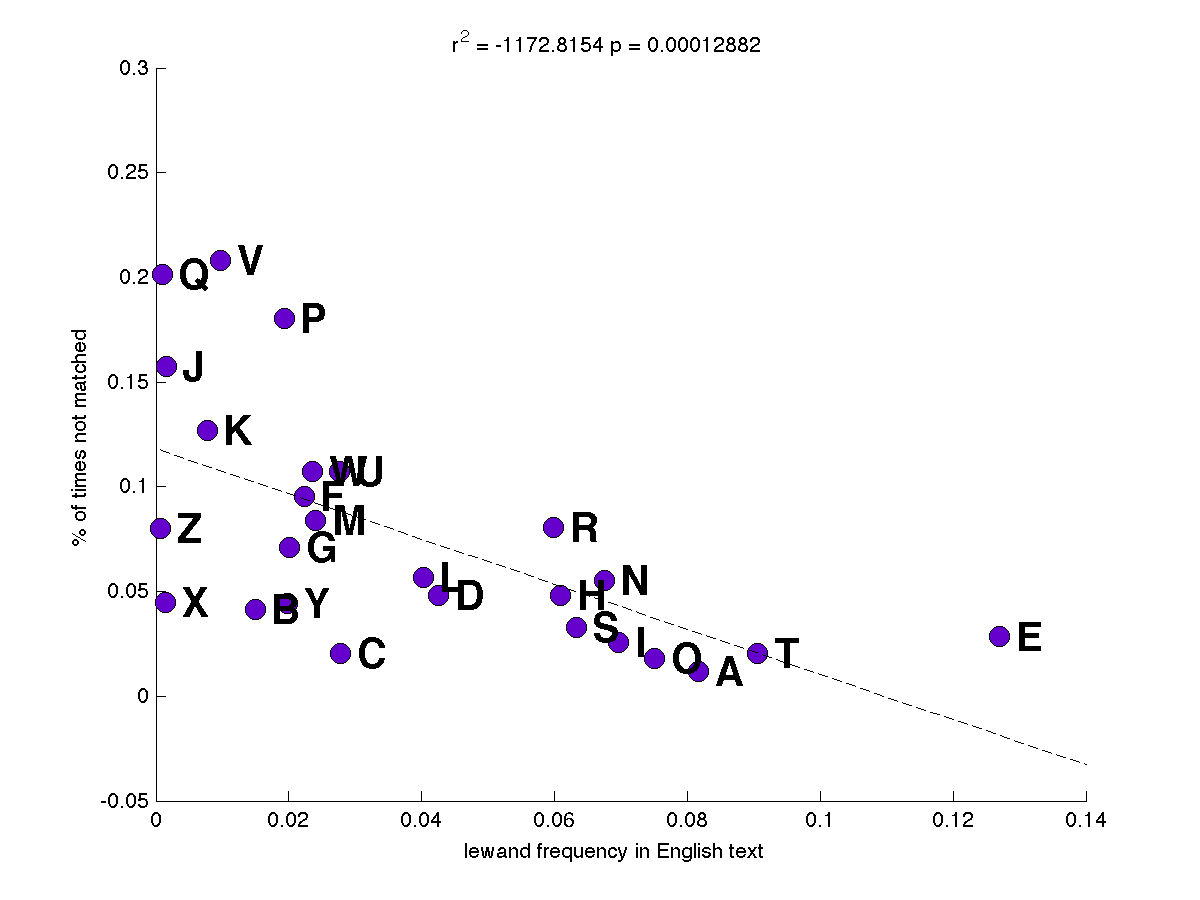 r2 = -1172.8154 p = 0.00012882
0.3
0.25
0.2
0.15
0.1
0.05
0
-0.05
% of times not matched
Q
V
P
J
K
W
U
F
M
Z
G
R
X
B
Y
L
D
H
N
C
S
I
O
A
T
E
0
0.02
0.04
0.06
0.08
0.1
0.12
0.14
lewand frequency in English text